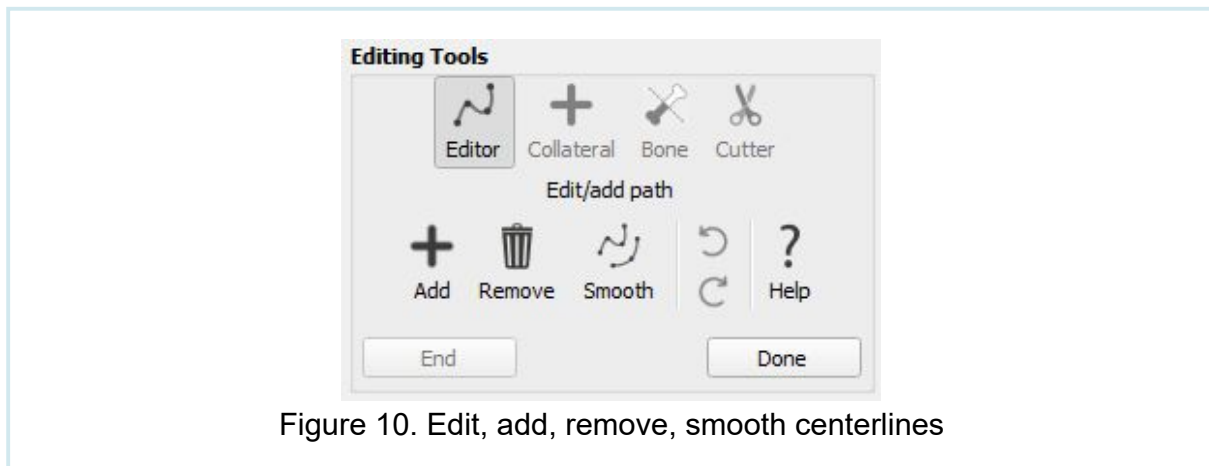 Editing Tools
Editor Collateral Bone Cutter
Edit/add path
Add Remove Smooth ? Help
End Done
Figure 10. Edit, add, remove, smooth centerlines